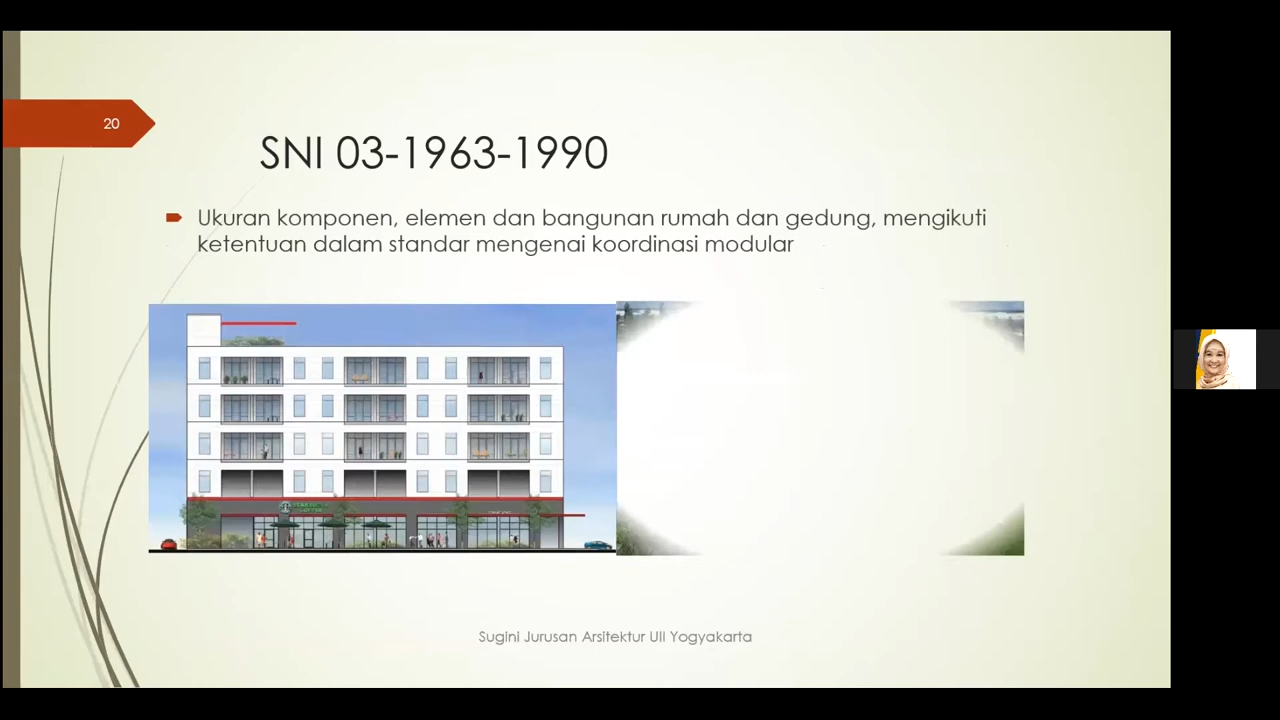 20
SNI 03-1963-1990
Ukuran komponen, elemen dan bangunan rumah dan gedung, mengikuti
ketentuan dalam standar mengenai koordinasi modular
Sugini Jurusan Arsitektur UII Yogyakarta